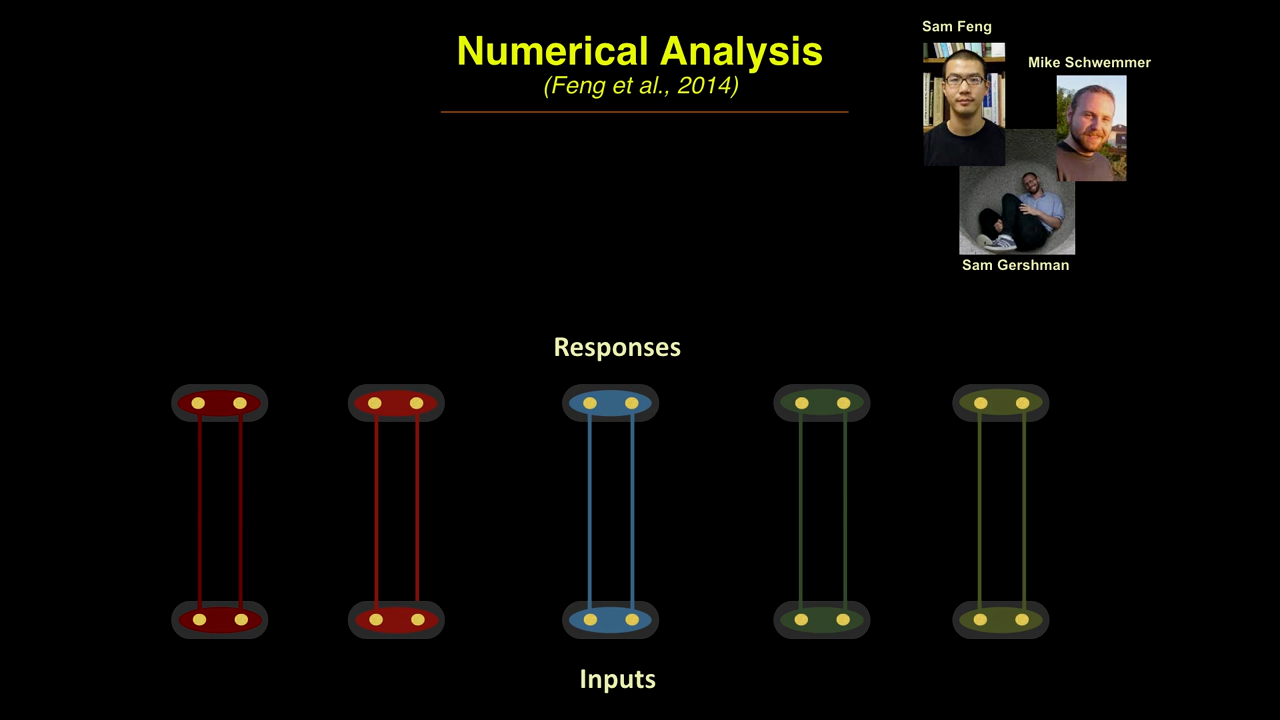 Numerical Analysis
(Feng et al., 2014)
Sam Feng
Mike Schwemmer
Sam Gershman
Responses
Inputs